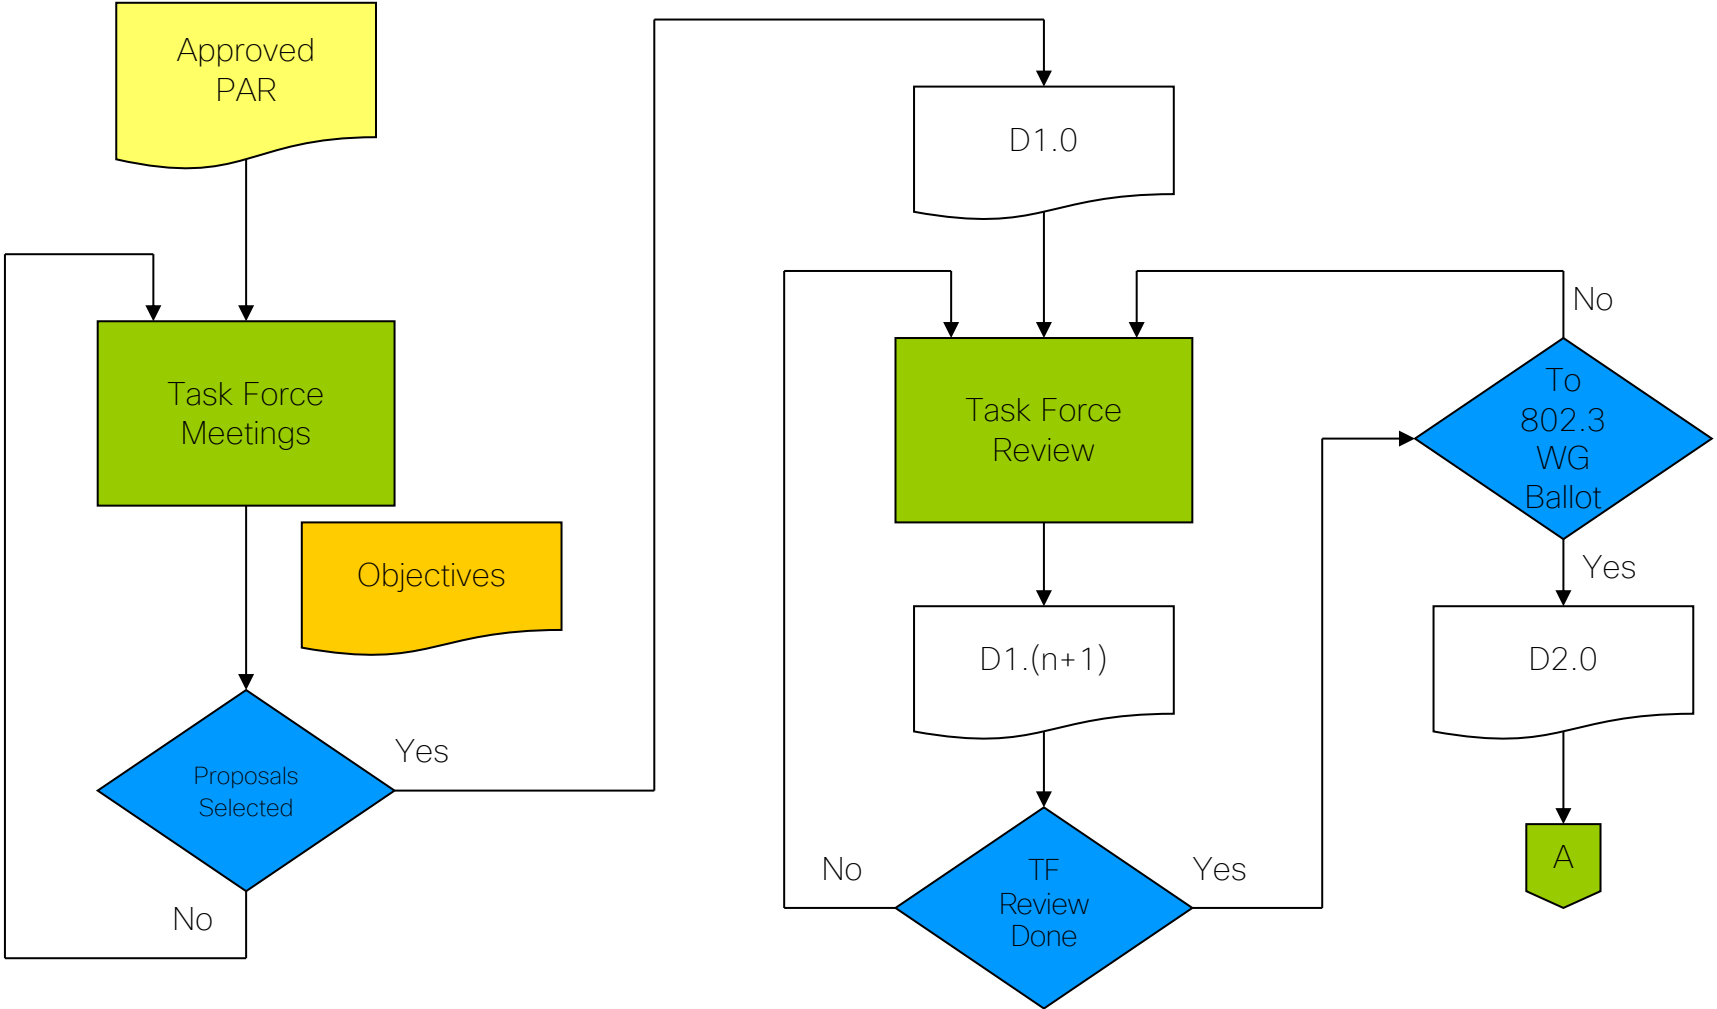 Approved
PAR
Task Force
Meetings
Objectives
Proposals
Selected
Yes
No
D1.0
Task Force
Review
D1.(n+1)
TF
Review
Done
No
Yes
To
802.3
WG
Ballot
No
Yes
D2.0
A